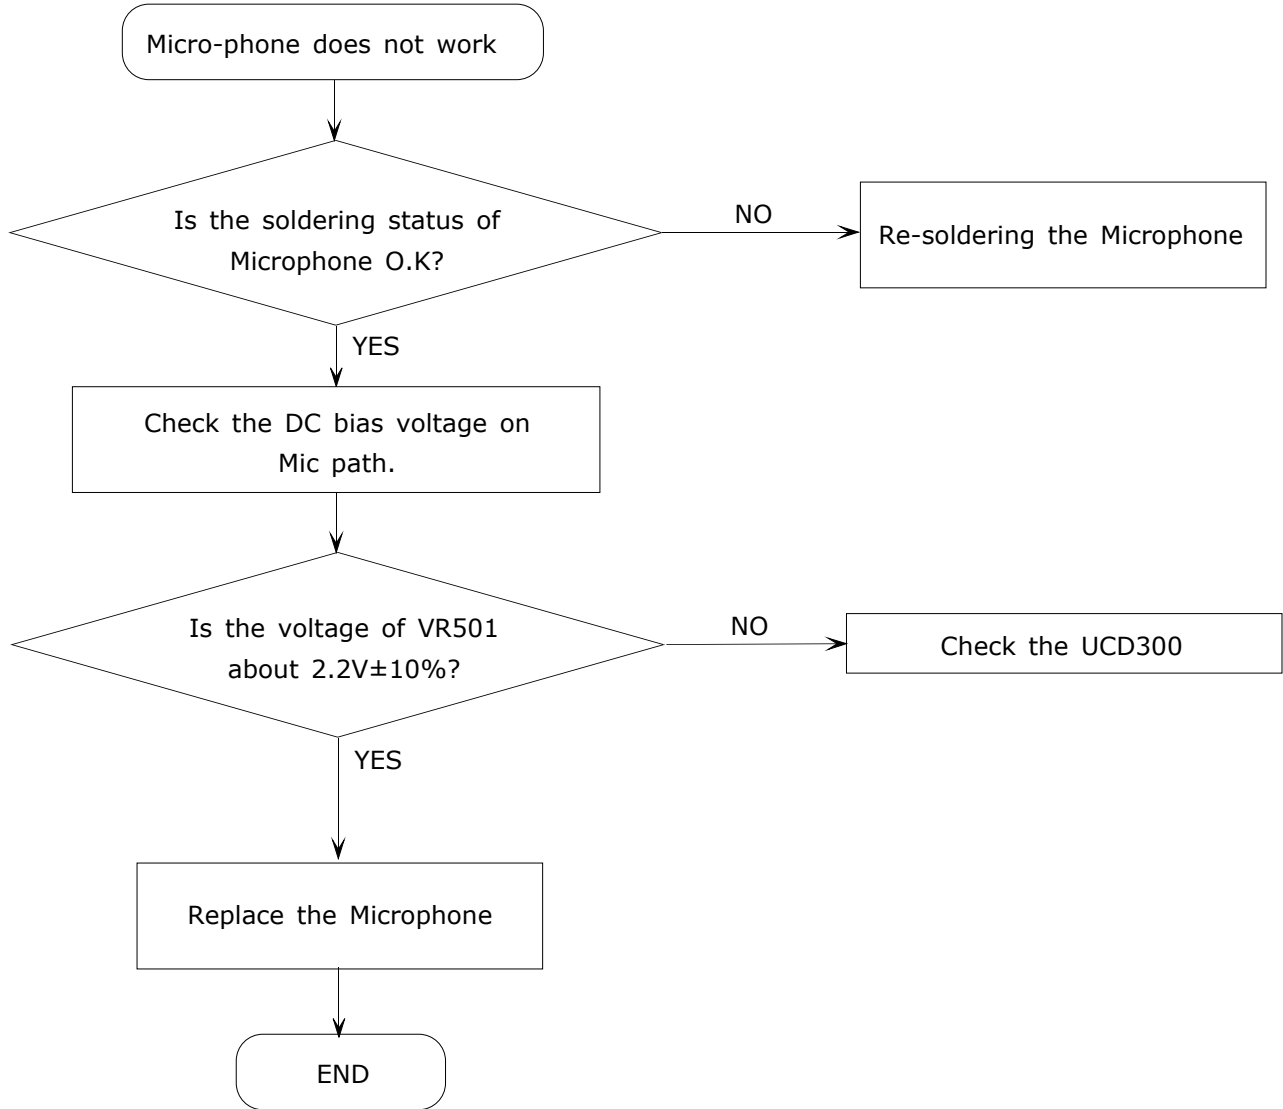 Micro-phone does not work
Is the soldering status of
Microphone O.K?
NO
Re-soldering the Microphone
YES
Check the DC bias voltage on
Mic path.
Is the voltage of VR501
about 2.2V±10%?
NO
Check the UCD300
YES
Replace the Microphone
END